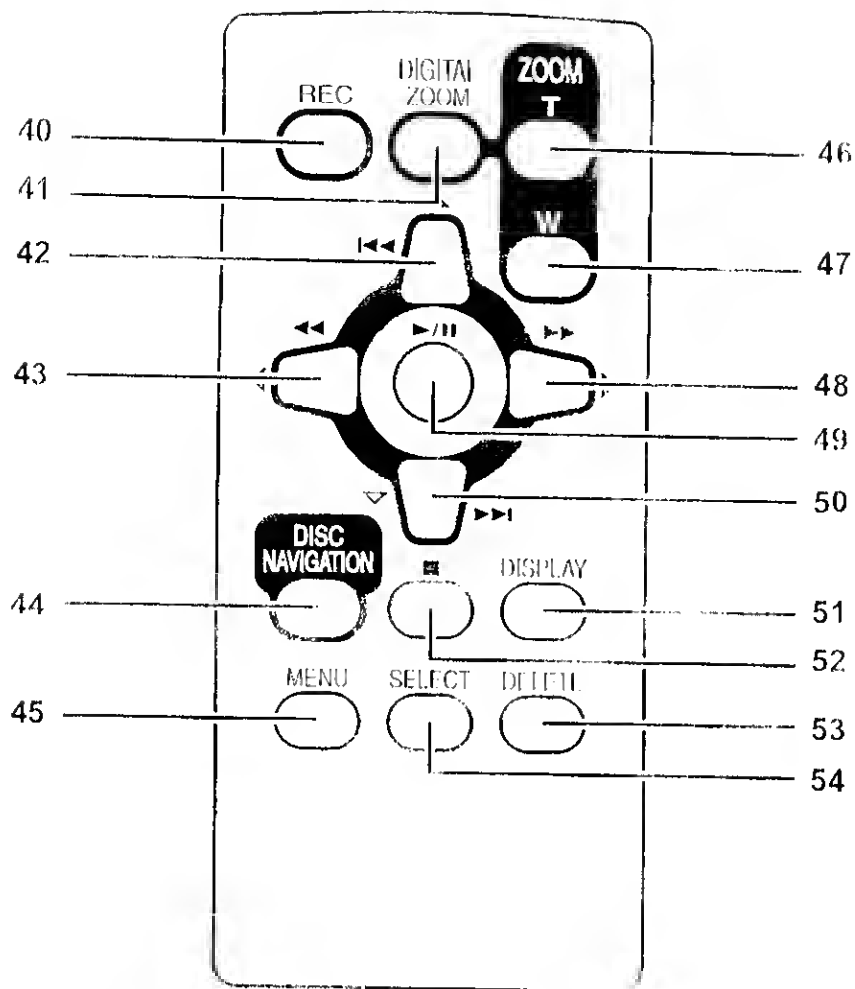 REC
DIGITAL
ZOOM
ZOOM
T
W
40
41
42
43
44
45
46
47
48
49
50
51
52
53
54
DISC
NAVIGATION
DISPLAY
MENU
SELECT
DELETE